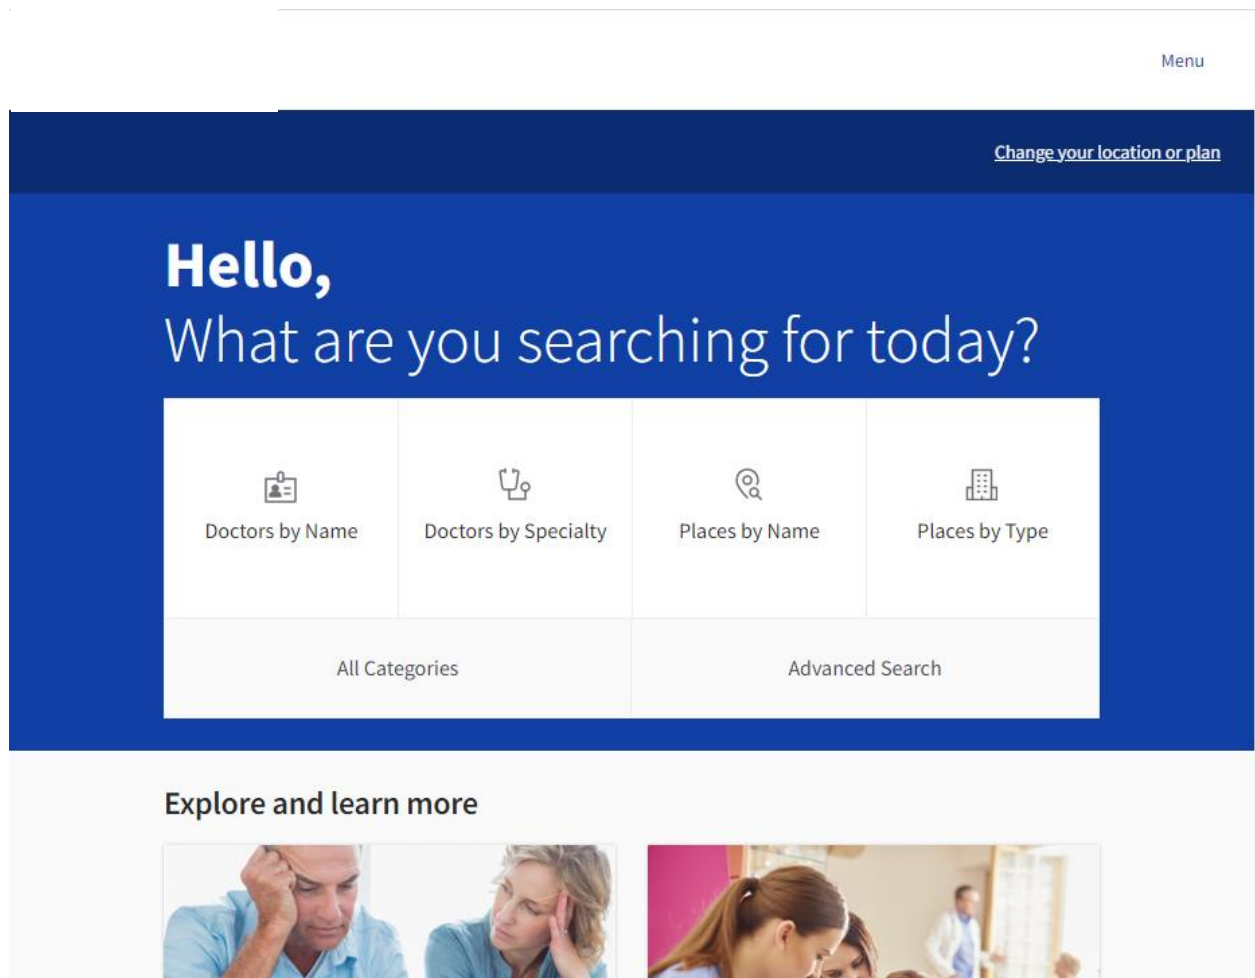 Menu
Change your location or plan
Hello,
What are you searching for today?
Doctors by Name
Doctors by Specialty
Places by Name
Places by Type
All Categories
Advanced Search
Explore and learn more